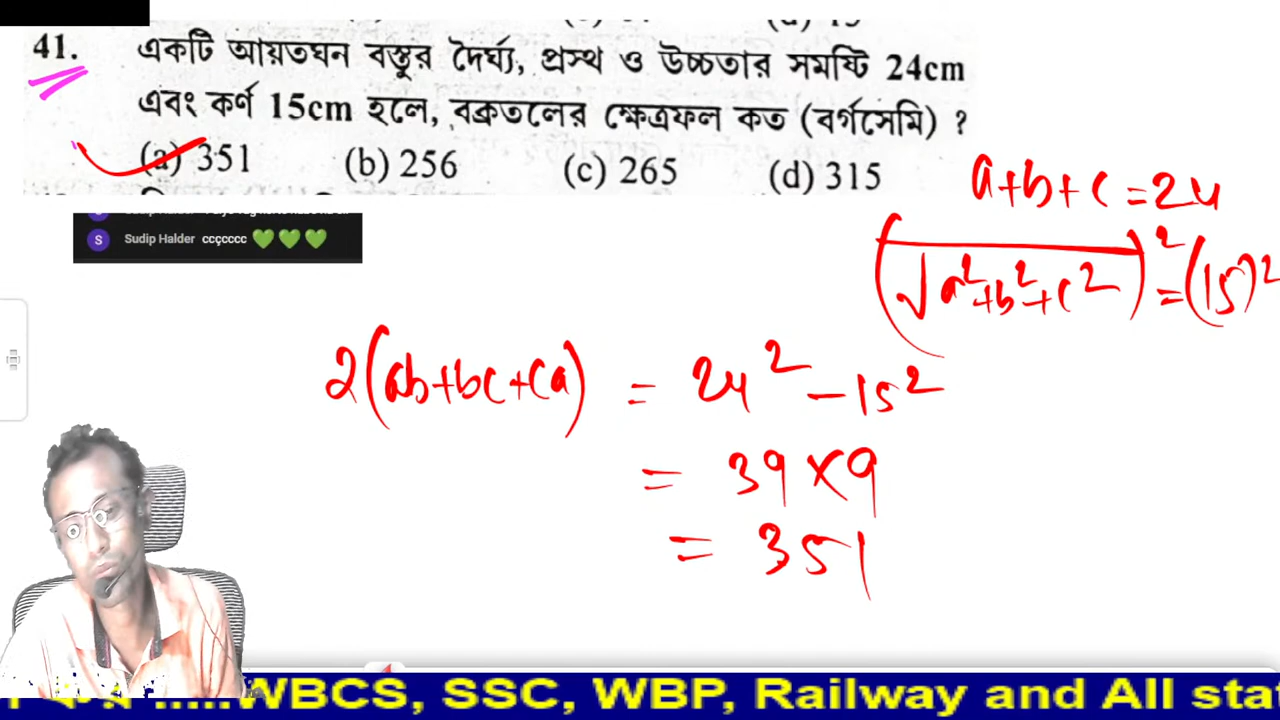 41. একটি আয়তঘন বস্তুর দৈর্ঘ্য, প্রস্থ ও উচ্চতার সমষ্টি 24cm
এবং কর্ণ 15cm হলে, বক্রতলের ক্ষেত্রফল কত (বর্গসেমি) ?
(a) 351 (b) 256 (c) 265 (d) 315
S Sudip Halder ccçcccc 💚 💚 💚
a+b+c = 24
(√a²+b²+c²)² = (15)²
2(ab+bc+ca) = 24² – 15²
= 39 × 9
= 351
.....WBCS, SSC, WBP, Railway and All stat